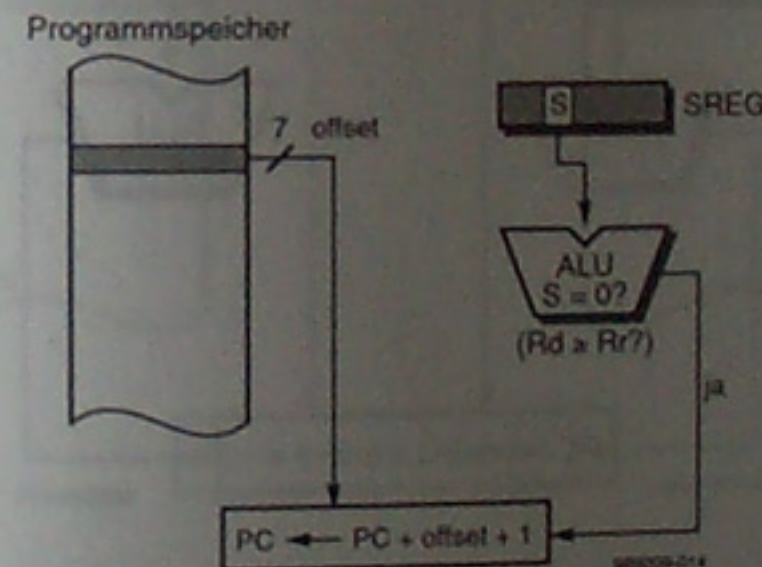 Programmspeicher
7 offset
S
SREG
ALU
S = 0?
(Rd ≥ Rr?)
ja
PC ← PC + offset + 1